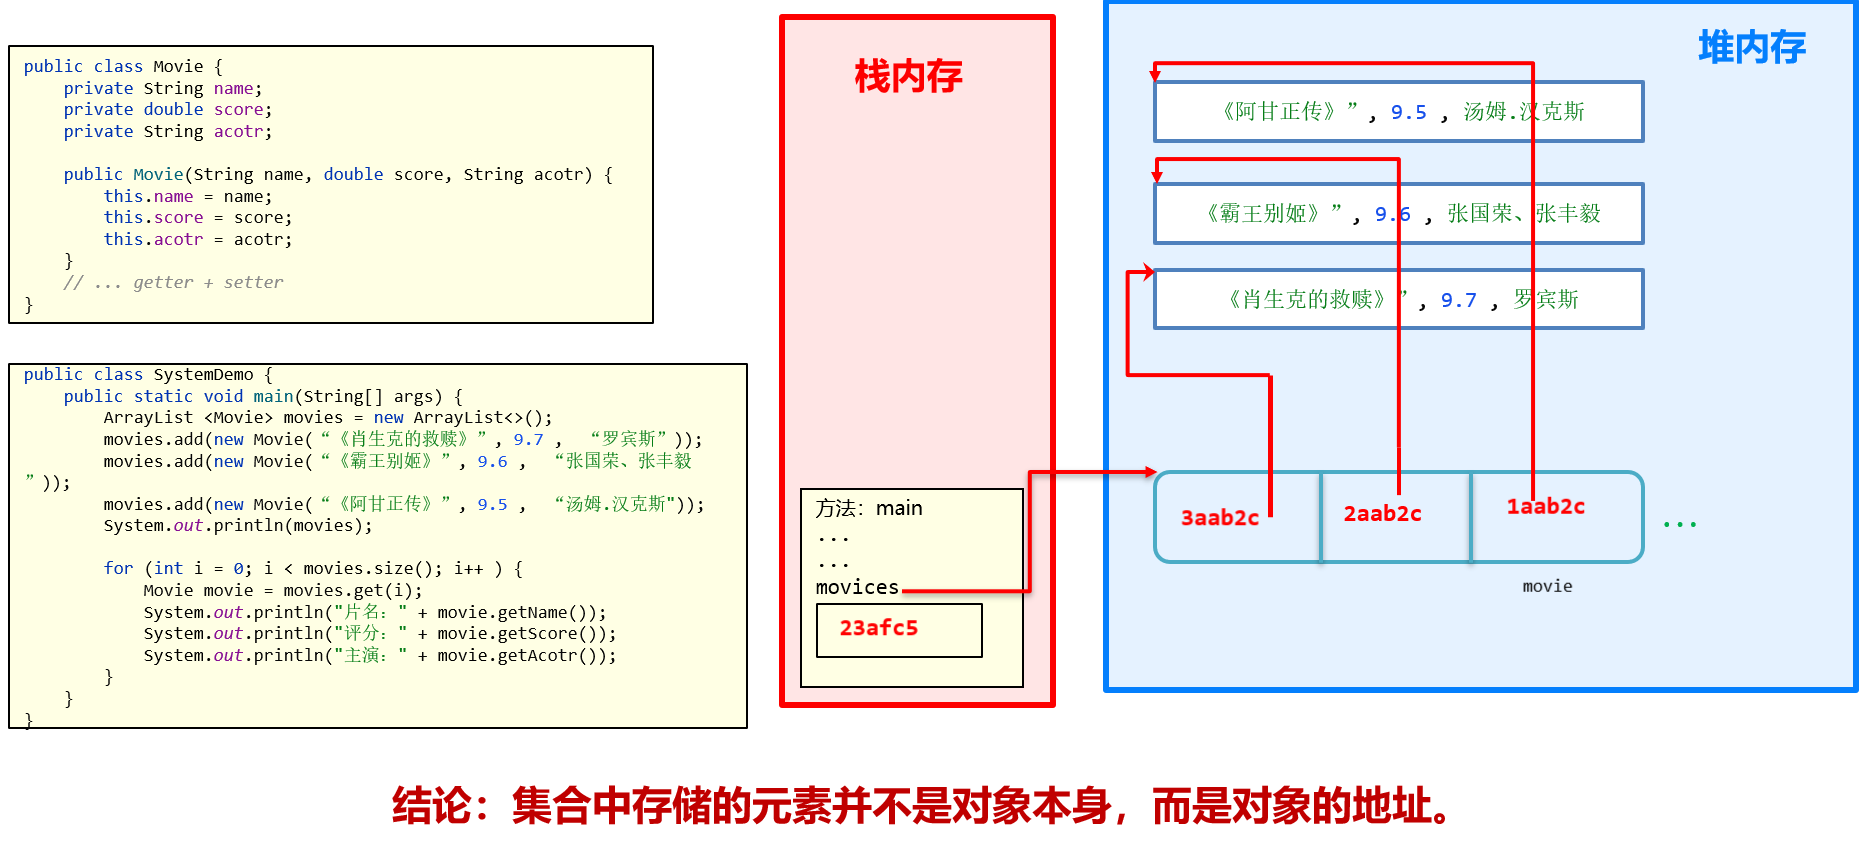 public class Movie {
    private String name;
    private double score;
    private String acotr;

    public Movie(String name, double score, String acotr) {
        this.name = name;
        this.score = score;
        this.acotr = acotr;
    }
    // ... getter + setter
}
public class SystemDemo {
    public static void main(String[] args) {
        ArrayList <Movie> movies = new ArrayList<>();
        movies.add(new Movie(“《肖生克的救赎》”, 9.7 ,  “罗宾斯”));
        movies.add(new Movie(“《霸王别姬》”, 9.6 ,  “张国荣、张丰毅
”));
        movies.add(new Movie(“《阿甘正传》”, 9.5 ,  “汤姆.汉克斯"));
        System.out.println(movies);

        for (int i = 0; i < movies.size(); i++ ) {
            Movie movie = movies.get(i);
            System.out.println("片名：" + movie.getName());
            System.out.println("评分：" + movie.getScore());
            System.out.println("主演：" + movie.getAcotr());
        }
    }
}
栈内存
方法：main
...
...
movices
23afc5
堆内存
《阿甘正传》”, 9.5 , 汤姆.汉克斯
《霸王别姬》”, 9.6 , 张国荣、张丰毅
《肖生克的救赎》”, 9.7 , 罗宾斯
3aab2c
2aab2c
1aab2c
...
movie
结论：集合中存储的元素并不是对象本身，而是对象的地址。